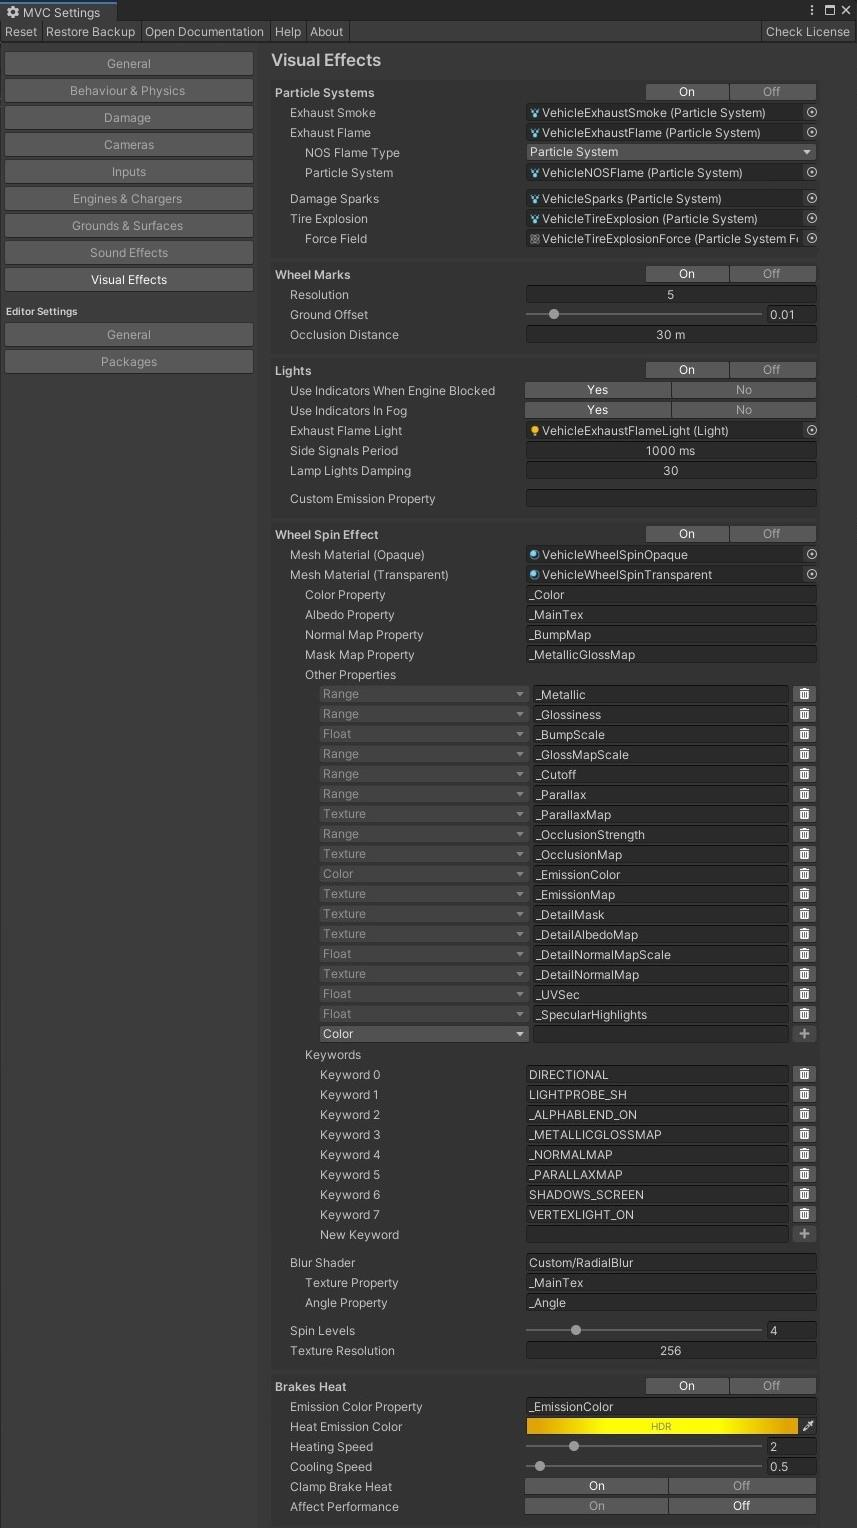 MVC Settings
Reset Restore Backup Open Documentation Help About Check License
General
Behaviour & Physics
Damage
Cameras
Inputs
Engines & Chargers
Grounds & Surfaces
Sound Effects
Visual Effects
Editor Settings
General
Packages
Visual Effects
Particle Systems On Off
Exhaust Smoke VehicleExhaustSmoke (Particle System)
Exhaust Flame VehicleExhaustFlame (Particle System)
NOS Flame Type Particle System
Particle System VehicleNOSFlame (Particle System)
Damage Sparks VehicleSparks (Particle System)
Tire Explosion VehicleTireExplosion (Particle System)
Force Field VehicleTireExplosionForce (Particle System F
Wheel Marks On Off
Resolution 5
Ground Offset 0.01
Occlusion Distance 30 m
Lights On Off
Use Indicators When Engine Blocked Yes No
Use Indicators In Fog Yes No
Exhaust Flame Light VehicleExhaustFlameLight (Light)
Side Signals Period 1000 ms
Lamp Lights Damping 30
Custom Emission Property
Wheel Spin Effect On Off
Mesh Material (Opaque) VehicleWheelSpinOpaque
Mesh Material (Transparent) VehicleWheelSpinTransparent
Color Property _Color
Albedo Property _MainTex
Normal Map Property _BumpMap
Mask Map Property _MetallicGlossMap
Other Properties
Range _Metallic
Range _Glossiness
Float _BumpScale
Range _GlossMapScale
Range _Cutoff
Range _Parallax
Texture _ParallaxMap
Range _OcclusionStrength
Texture _OcclusionMap
Color _EmissionColor
Texture _EmissionMap
Texture _DetailMask
Texture _DetailAlbedoMap
Float _DetailNormalMapScale
Texture _DetailNormalMap
Float _UVSec
Float _SpecularHighlights
Color
Keywords
Keyword 0 DIRECTIONAL
Keyword 1 LIGHTPROBE_SH
Keyword 2 _ALPHABLEND_ON
Keyword 3 _METALLICGLOSSMAP
Keyword 4 _NORMALMAP
Keyword 5 _PARALLAXMAP
Keyword 6 SHADOWS_SCREEN
Keyword 7 VERTEXLIGHT_ON
New Keyword
Blur Shader Custom/RadialBlur
Texture Property _MainTex
Angle Property _Angle
Spin Levels 4
Texture Resolution 256
Brakes Heat On Off
Emission Color Property _EmissionColor
Heat Emission Color HDR
Heating Speed 2
Cooling Speed 0.5
Clamp Brake Heat On Off
Affect Performance On Off